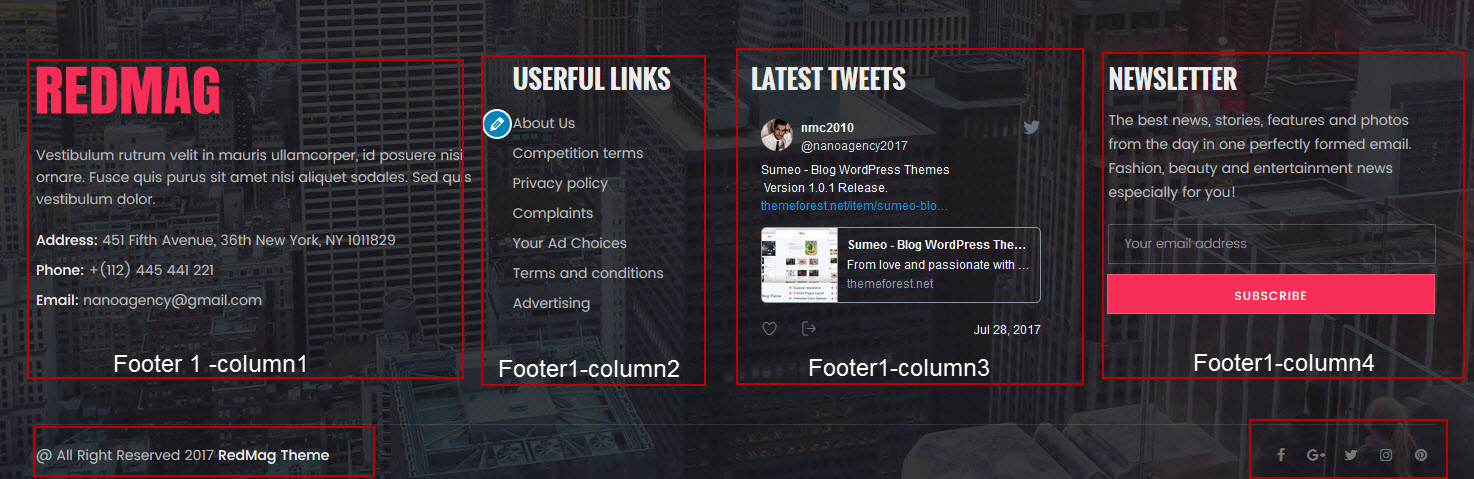 REDMAG
Vestibulum rutrum velit in mauris ullamcorper, id posuere nisi
ornare. Fusce quis purus sit amet nisi aliquet sodales. Sed quis
vestibulum dolor.
Address: 451 Fifth Avenue, 36th New York, NY 1011829
Phone: +(112) 445 441 221
Email: nanoagency@gmail.com
Footer 1 -column1
USERFUL LINKS
About Us
Competition terms
Privacy policy
Complaints
Your Ad Choices
Terms and conditions
Advertising
Footer1-column2
LATEST TWEETS
nmc2010
@nanoagency2017
Sumeo - Blog WordPress Themes
Version 1.0.1 Release.
themeforest.net/item/sumeo-blo…
Sumeo - Blog WordPress The…
From love and passionate with …
themeforest.net
Jul 28, 2017
Footer1-column3
NEWSLETTER
The best news, stories, features and photos
from the day in one perfectly formed email.
Fashion, beauty and entertainment news
especially for you!
Your email address
SUBSCRIBE
Footer1-column4
@ All Right Reserved 2017 RedMag Theme